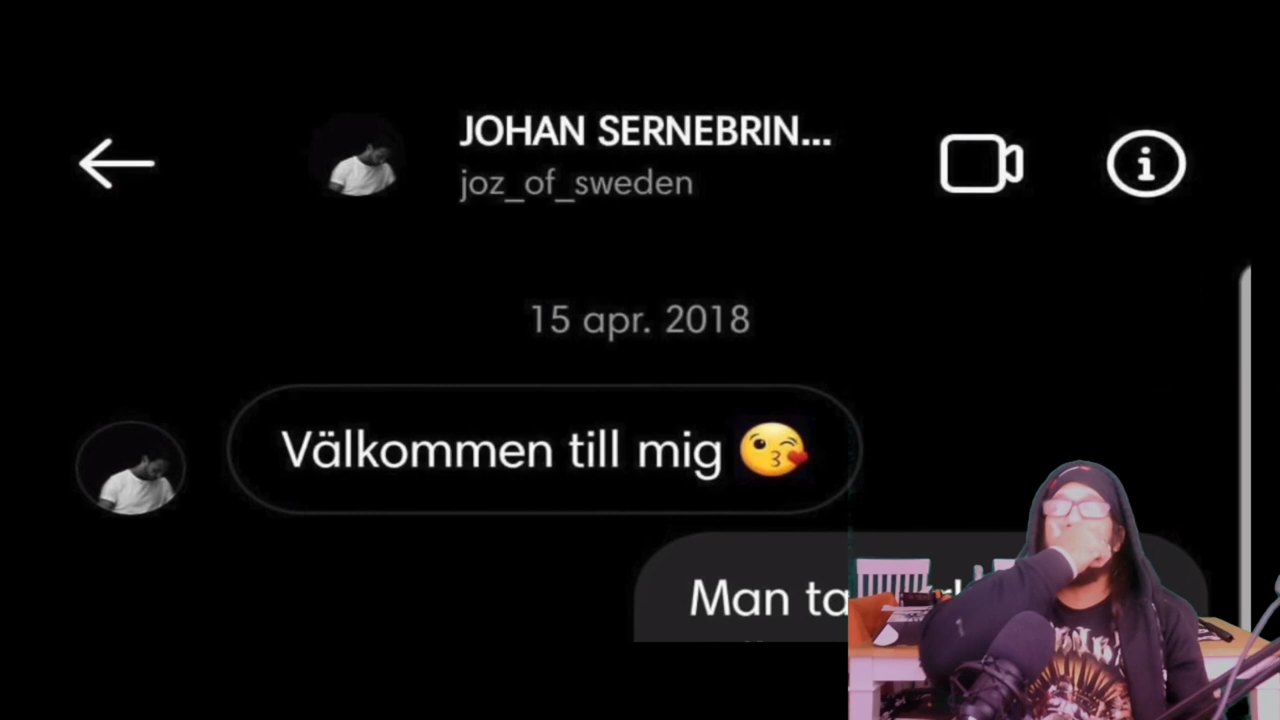 JOHAN SERNEBRIN...
joz_of_sweden
15 apr. 2018
Välkommen till mig 😘
Man ta